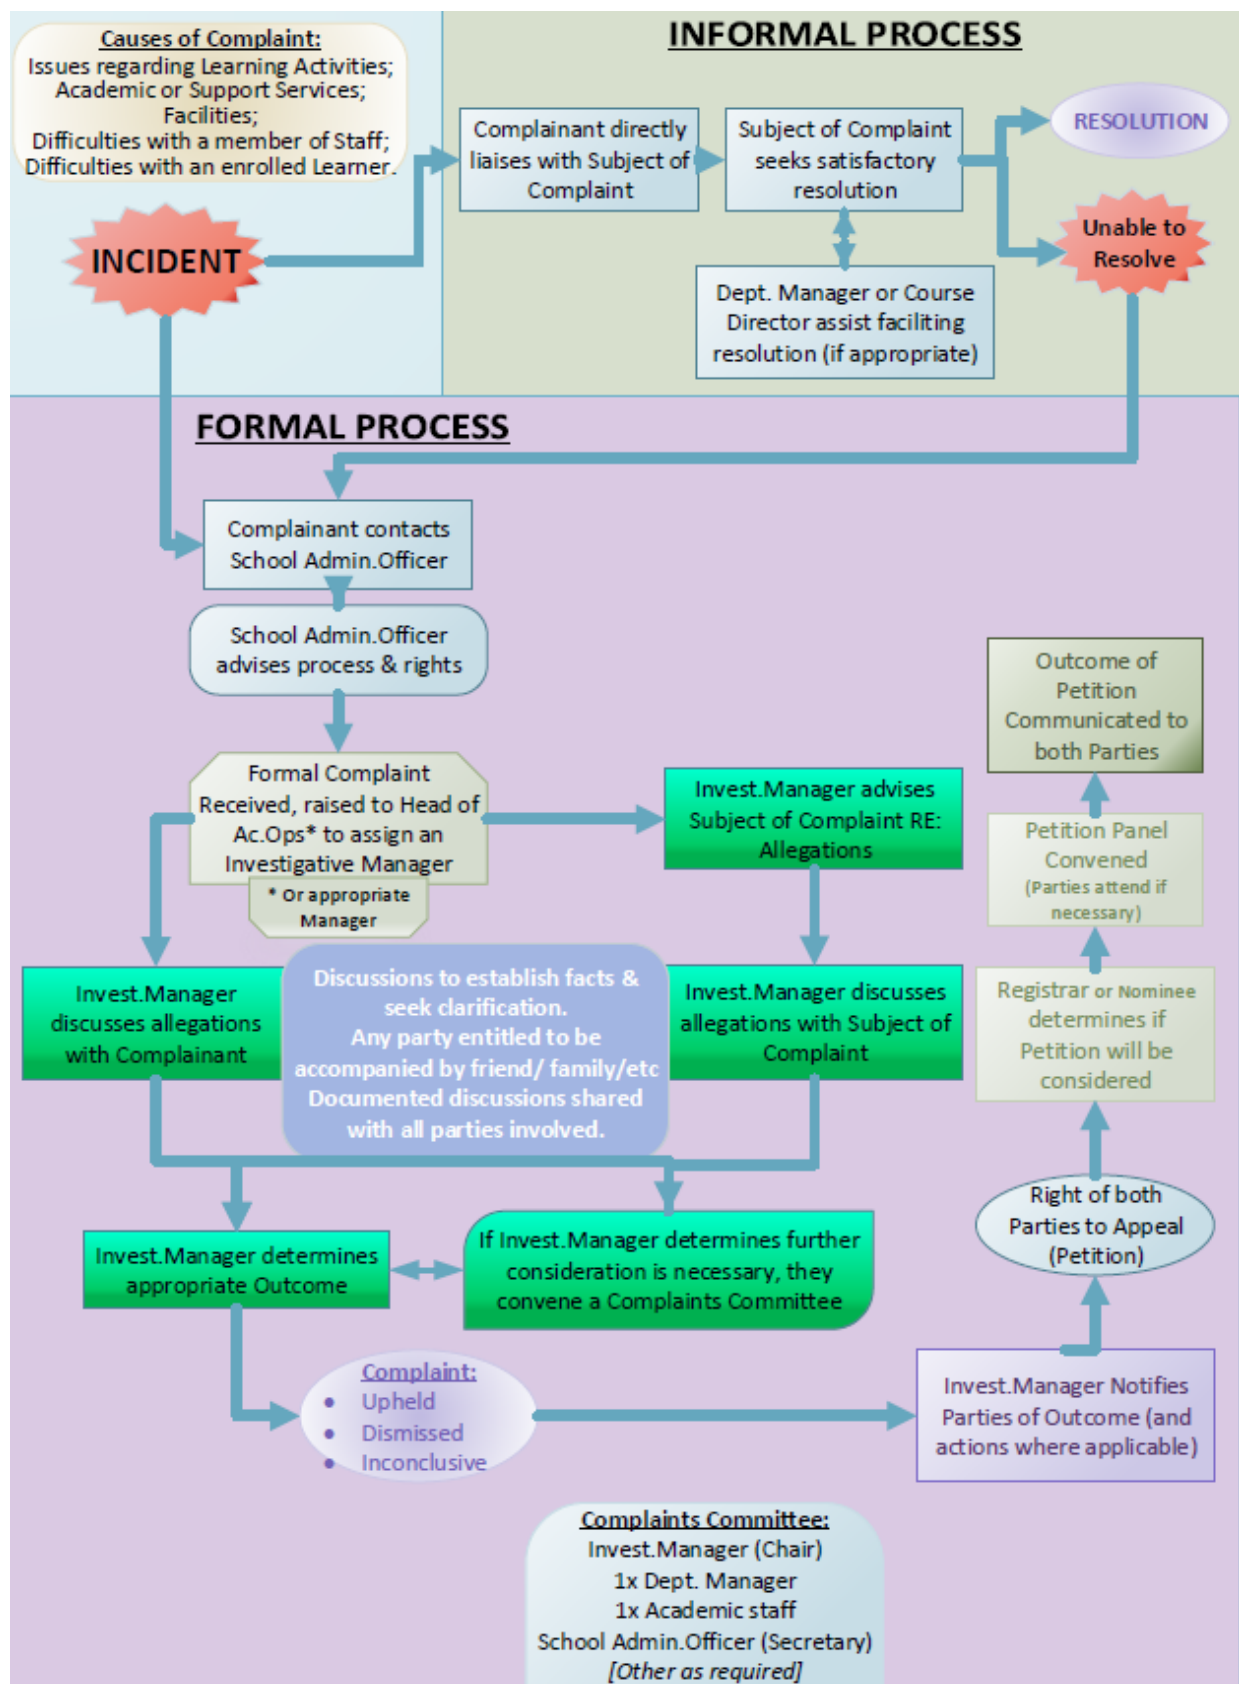 Causes of Complaint:
Issues regarding Learning Activities;
Academic or Support Services;
Facilities;
Difficulties with a member of Staff;
Difficulties with an enrolled Learner.
INCIDENT
INFORMAL PROCESS
Complainant directly
liaises with Subject of
Complaint
Subject of Complaint
seeks satisfactory
resolution
RESOLUTION
Unable to
Resolve
Dept. Manager or Course
Director assist faciliting
resolution (if appropriate)
FORMAL PROCESS
Complainant contacts
School Admin.Officer
School Admin.Officer
advises process & rights
Formal Complaint
Received, raised to Head of
Ac.Ops* to assign an
Investigative Manager
* Or appropriate
Manager
Invest.Manager advises
Subject of Complaint RE:
Allegations
Invest.Manager
discusses allegations
with Complainant
Discussions to establish facts &
seek clarification.
Any party entitled to be
accompanied by friend/ family/etc
Documented discussions shared
with all parties involved.
Invest.Manager discusses
allegations with Subject of
Complaint
Invest.Manager determines
appropriate Outcome
If Invest.Manager determines further
consideration is necessary, they
convene a Complaints Committee
Complaint:
• Upheld
• Dismissed
• Inconclusive
Invest.Manager Notifies
Parties of Outcome (and
actions where applicable)
Right of both
Parties to Appeal
(Petition)
Registrar or Nominee
determines if
Petition will be
considered
Petition Panel
Convened
(Parties attend if
necessary)
Outcome of
Petition
Communicated to
both Parties
Complaints Committee:
Invest.Manager (Chair)
1x Dept. Manager
1x Academic staff
School Admin.Officer (Secretary)
[Other as required]